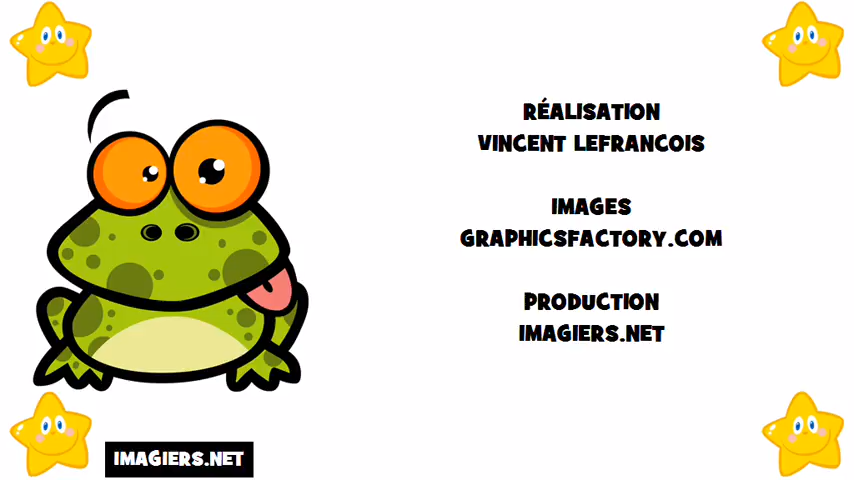 RÉALISATION
VINCENT LEFRANCOIS
IMAGES
GRAPHICSFACTORY.COM
PRODUCTION
IMAGIERS.NET
IMAGIERS.NET